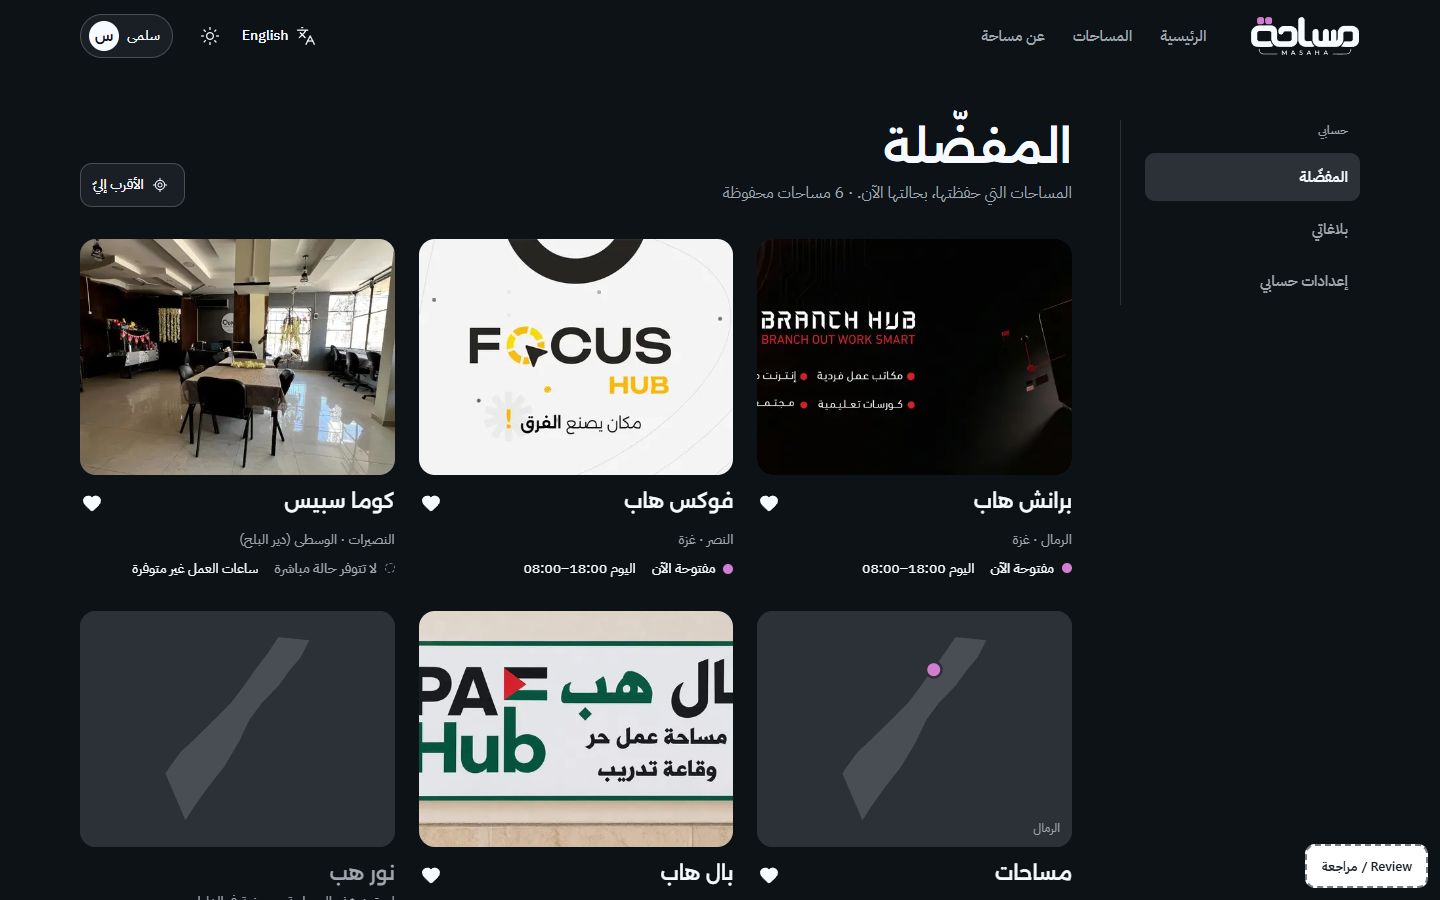 مساحة
MASAHA
الرئيسية
المساحات
عن مساحة
English
سلمى
س
حسابي
المفضّلة
بلاغاتي
إعدادات حسابي
المفضّلة
المساحات التي حفظتها، بحالتها الآن. · 6 مساحات محفوظة
الأقرب إليّ
BRANCH HUB
BRANCH OUT WORK SMART
مكاتب عمل فردية
إنترنت
كورسات تعليمية
FOCUS
HUB
مكان يصنع الفرق !
برانش هاب
الرمال · غزة
مفتوحة الآن
اليوم 18:00–08:00
فوكس هاب
النصر · غزة
مفتوحة الآن
اليوم 18:00–08:00
كوما سبيس
النصيرات · الوسطى (دير البلح)
لا تتوفر حالة مباشرة
ساعات العمل غير متوفرة
الرمال
هب
Hub
مساحة عمل حر
وقاعة تدريب
مساحات
بال هاب
نور هب
مراجعة / Review